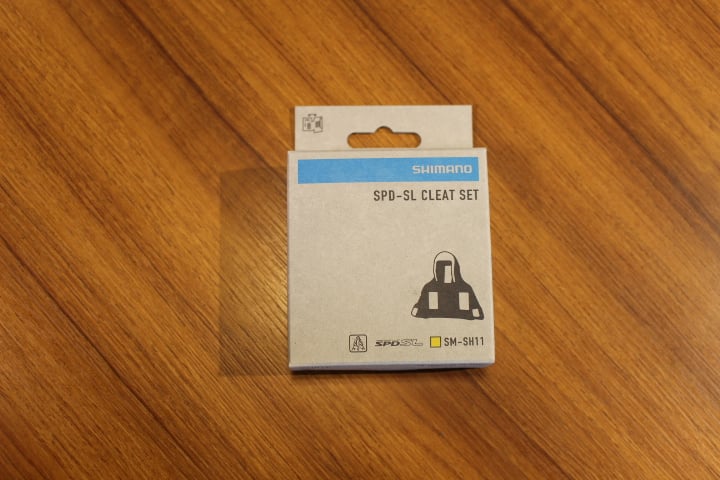 SHIMANO
SPD-SL CLEAT SET
SPD-SL SM-SH11